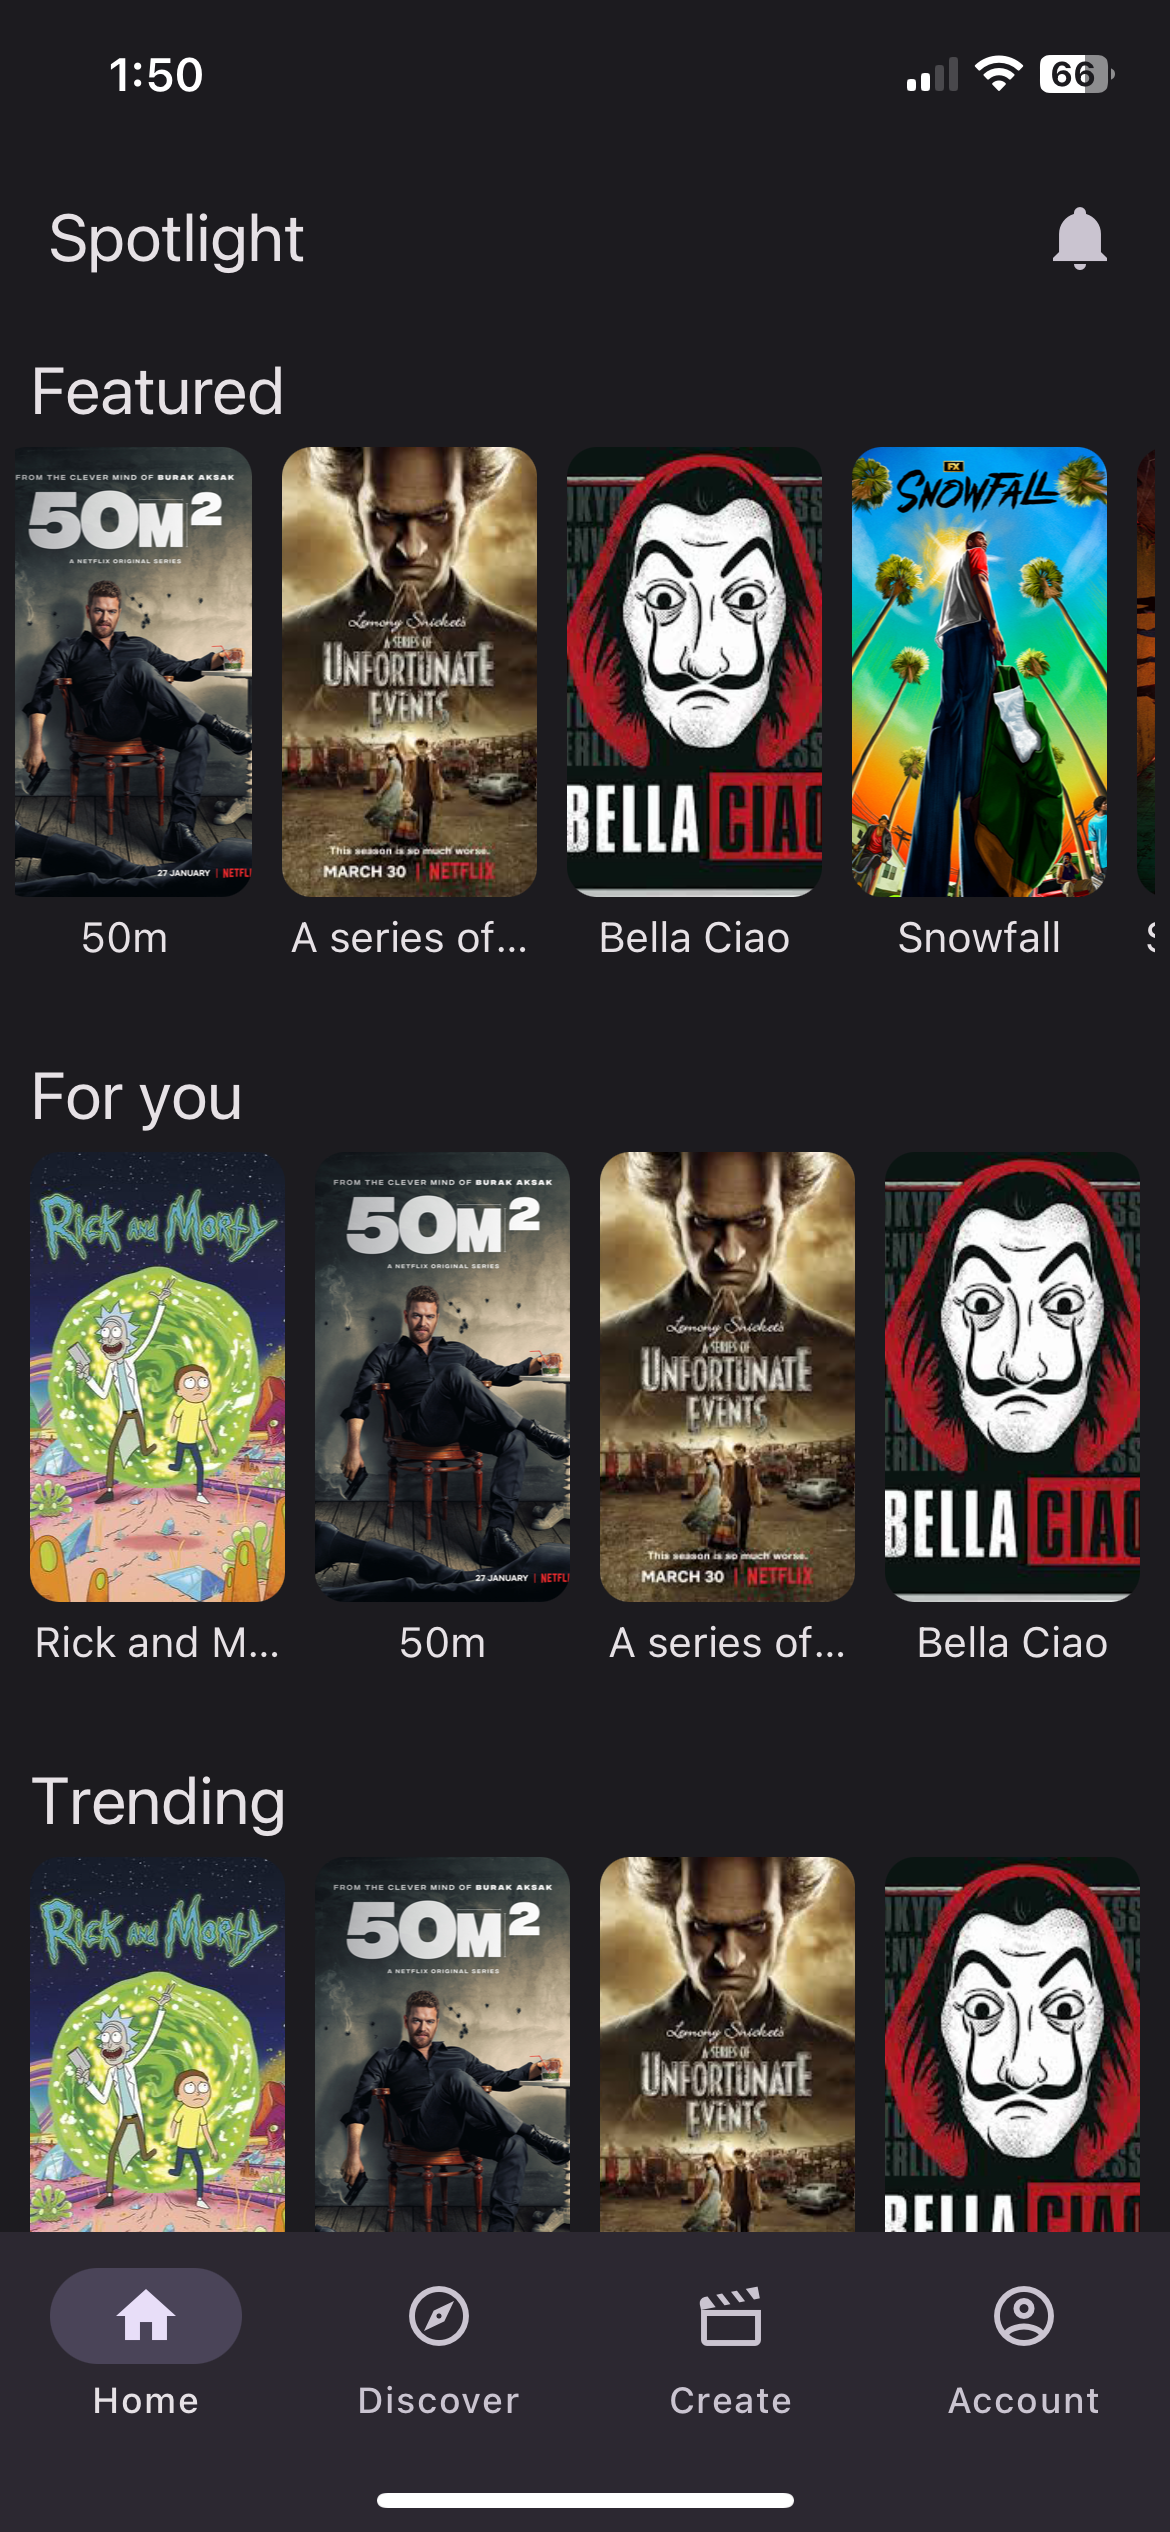 1:50
66
Spotlight
Featured
FROM THE CLEVER MIND OF BURAK AKSAK
50M²
A NETFLIX ORIGINAL SERIES
27 JANUARY | NETFL
50m
Lemony Snicket's
A SERIES OF
UNFORTUNATE
EVENTS
This season is so much worse.
MARCH 30 | NETFLIX
A series of...
BELLA CIAO
Bella Ciao
FX
SNOWFALL
Snowfall
For you
RICK AND MORTY
Rick and M...
FROM THE CLEVER MIND OF BURAK AKSAK
50M²
A NETFLIX ORIGINAL SERIES
27 JANUARY | NETFL
50m
Lemony Snicket's
A SERIES OF
UNFORTUNATE
EVENTS
This season is so much worse.
MARCH 30 | NETFLIX
A series of...
BELLA CIAO
Bella Ciao
Trending
RICK AND MORTY
FROM THE CLEVER MIND OF BURAK AKSAK
50M²
A NETFLIX ORIGINAL SERIES
Lemony Snicket's
A SERIES OF
UNFORTUNATE
EVENTS
BELLA CIAO
Home
Discover
Create
Account